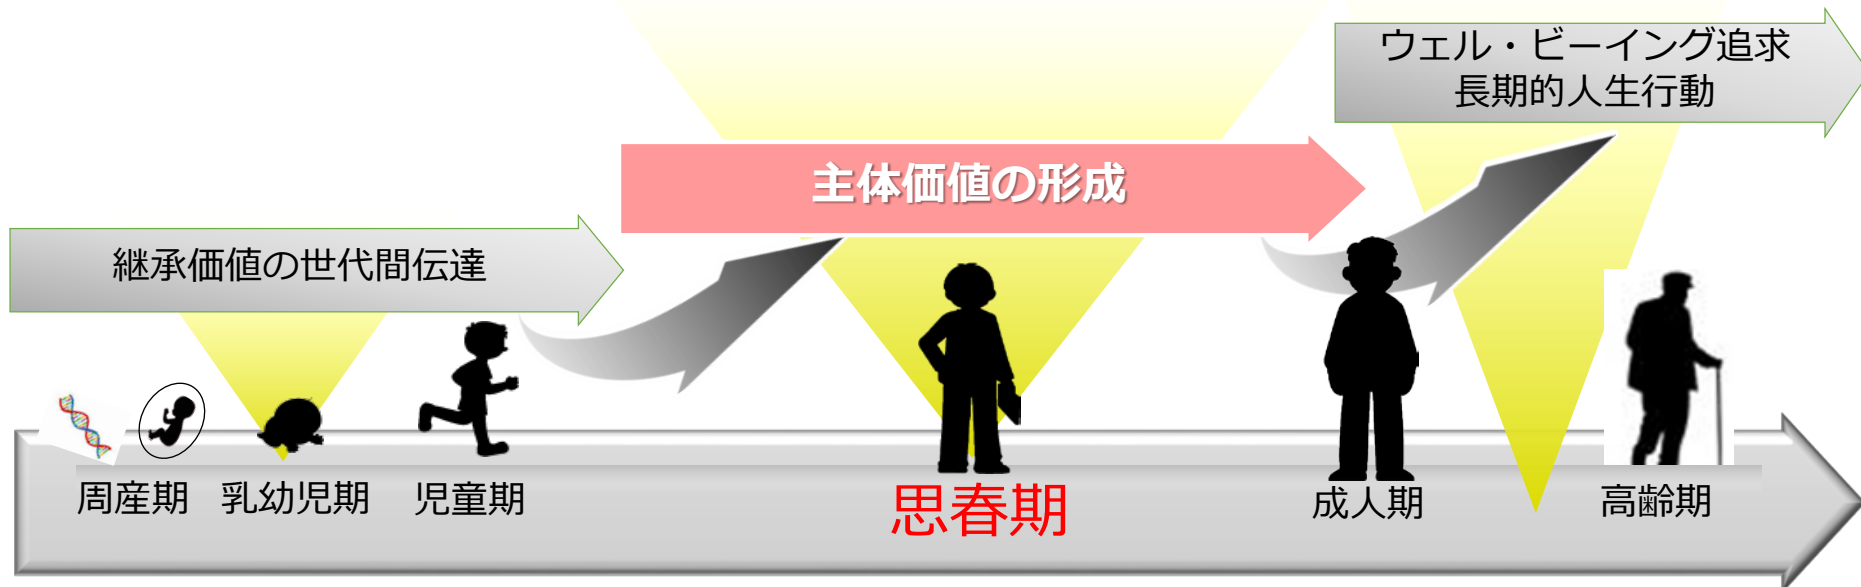 ウェル・ビーイング追求
長期的人生行動
主体価値の形成
継承価値の世代間伝達
周産期
乳幼児期
児童期
思春期
成人期
高齢期